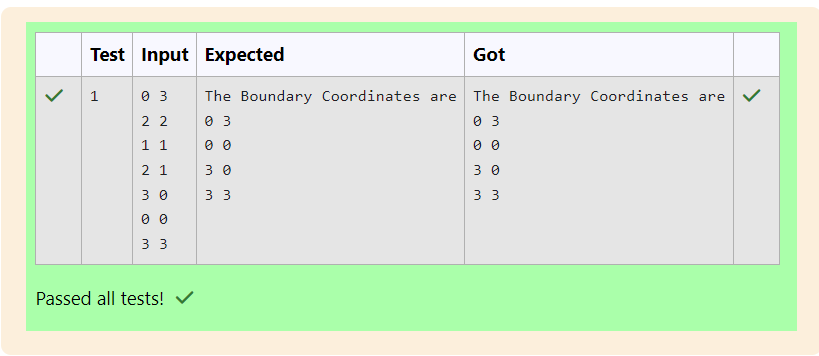 Test Input Expected Got
1 0 3 The Boundary Coordinates are The Boundary Coordinates are
2 2 0 3 0 3
1 1 0 0 0 0
2 1 3 0 3 0
3 0 3 3 3 3
0 0
3 3
Passed all tests!